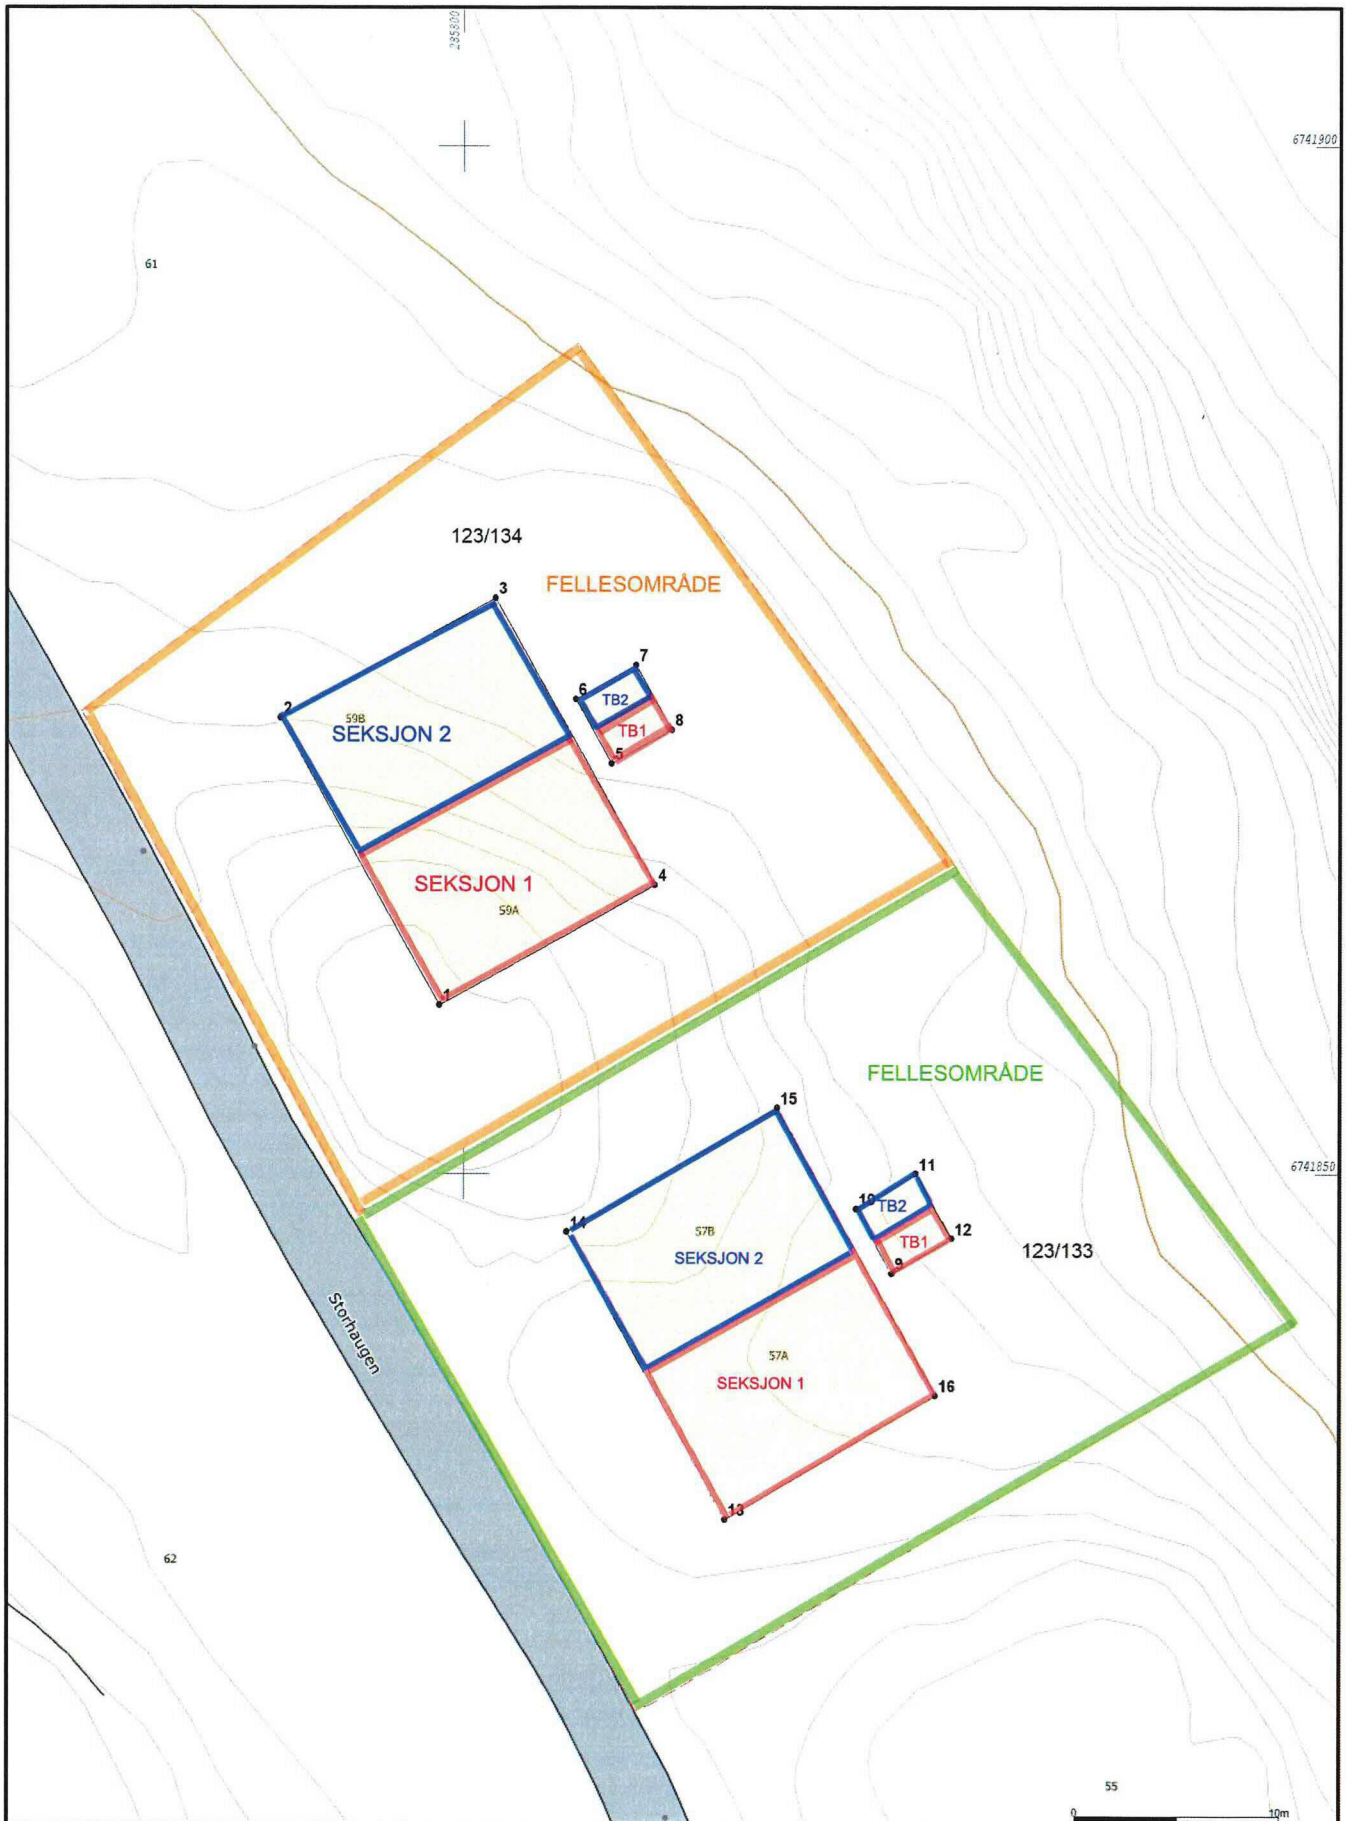 285800
6741900
61
123/134
3
FELLESOMRÅDE
7
6
TB2
2
59B
SEKSJON 2
8
TB1
5
4
SEKSJON 1
59A
1
FELLESOMRÅDE
15
6741850
11
10
TB2
14
57B
12
TB1
123/133
SEKSJON 2
9
Storhaugen
57A
SEKSJON 1
16
13
62
55
0 10m